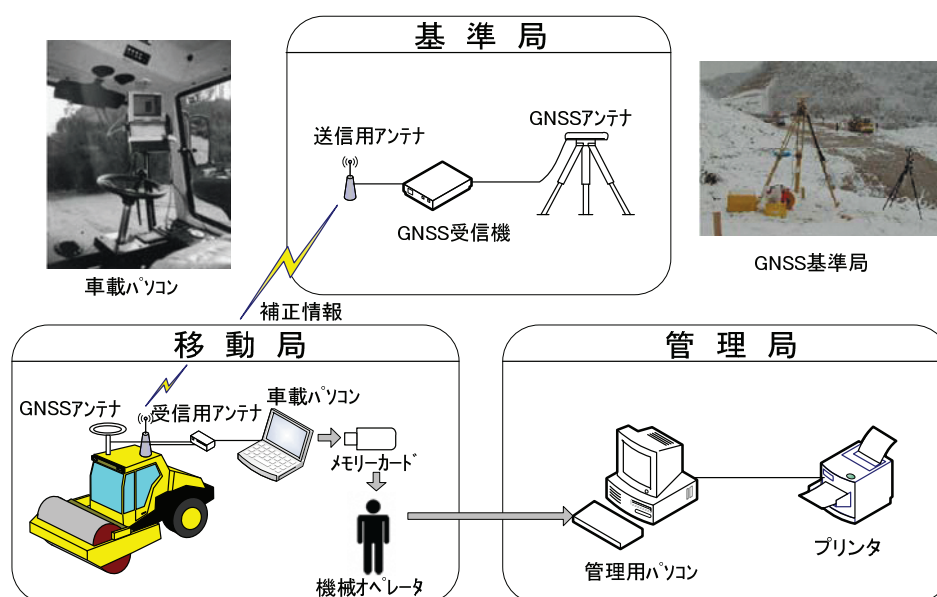 基準局
送信用アンテナ
GNSSアンテナ
GNSS受信機
車載パソコン
GNSS基準局
補正情報
移動局
GNSSアンテナ
受信用アンテナ
車載パソコン
メモリーカード
機械オペレータ
管理局
管理用パソコン
プリンタ